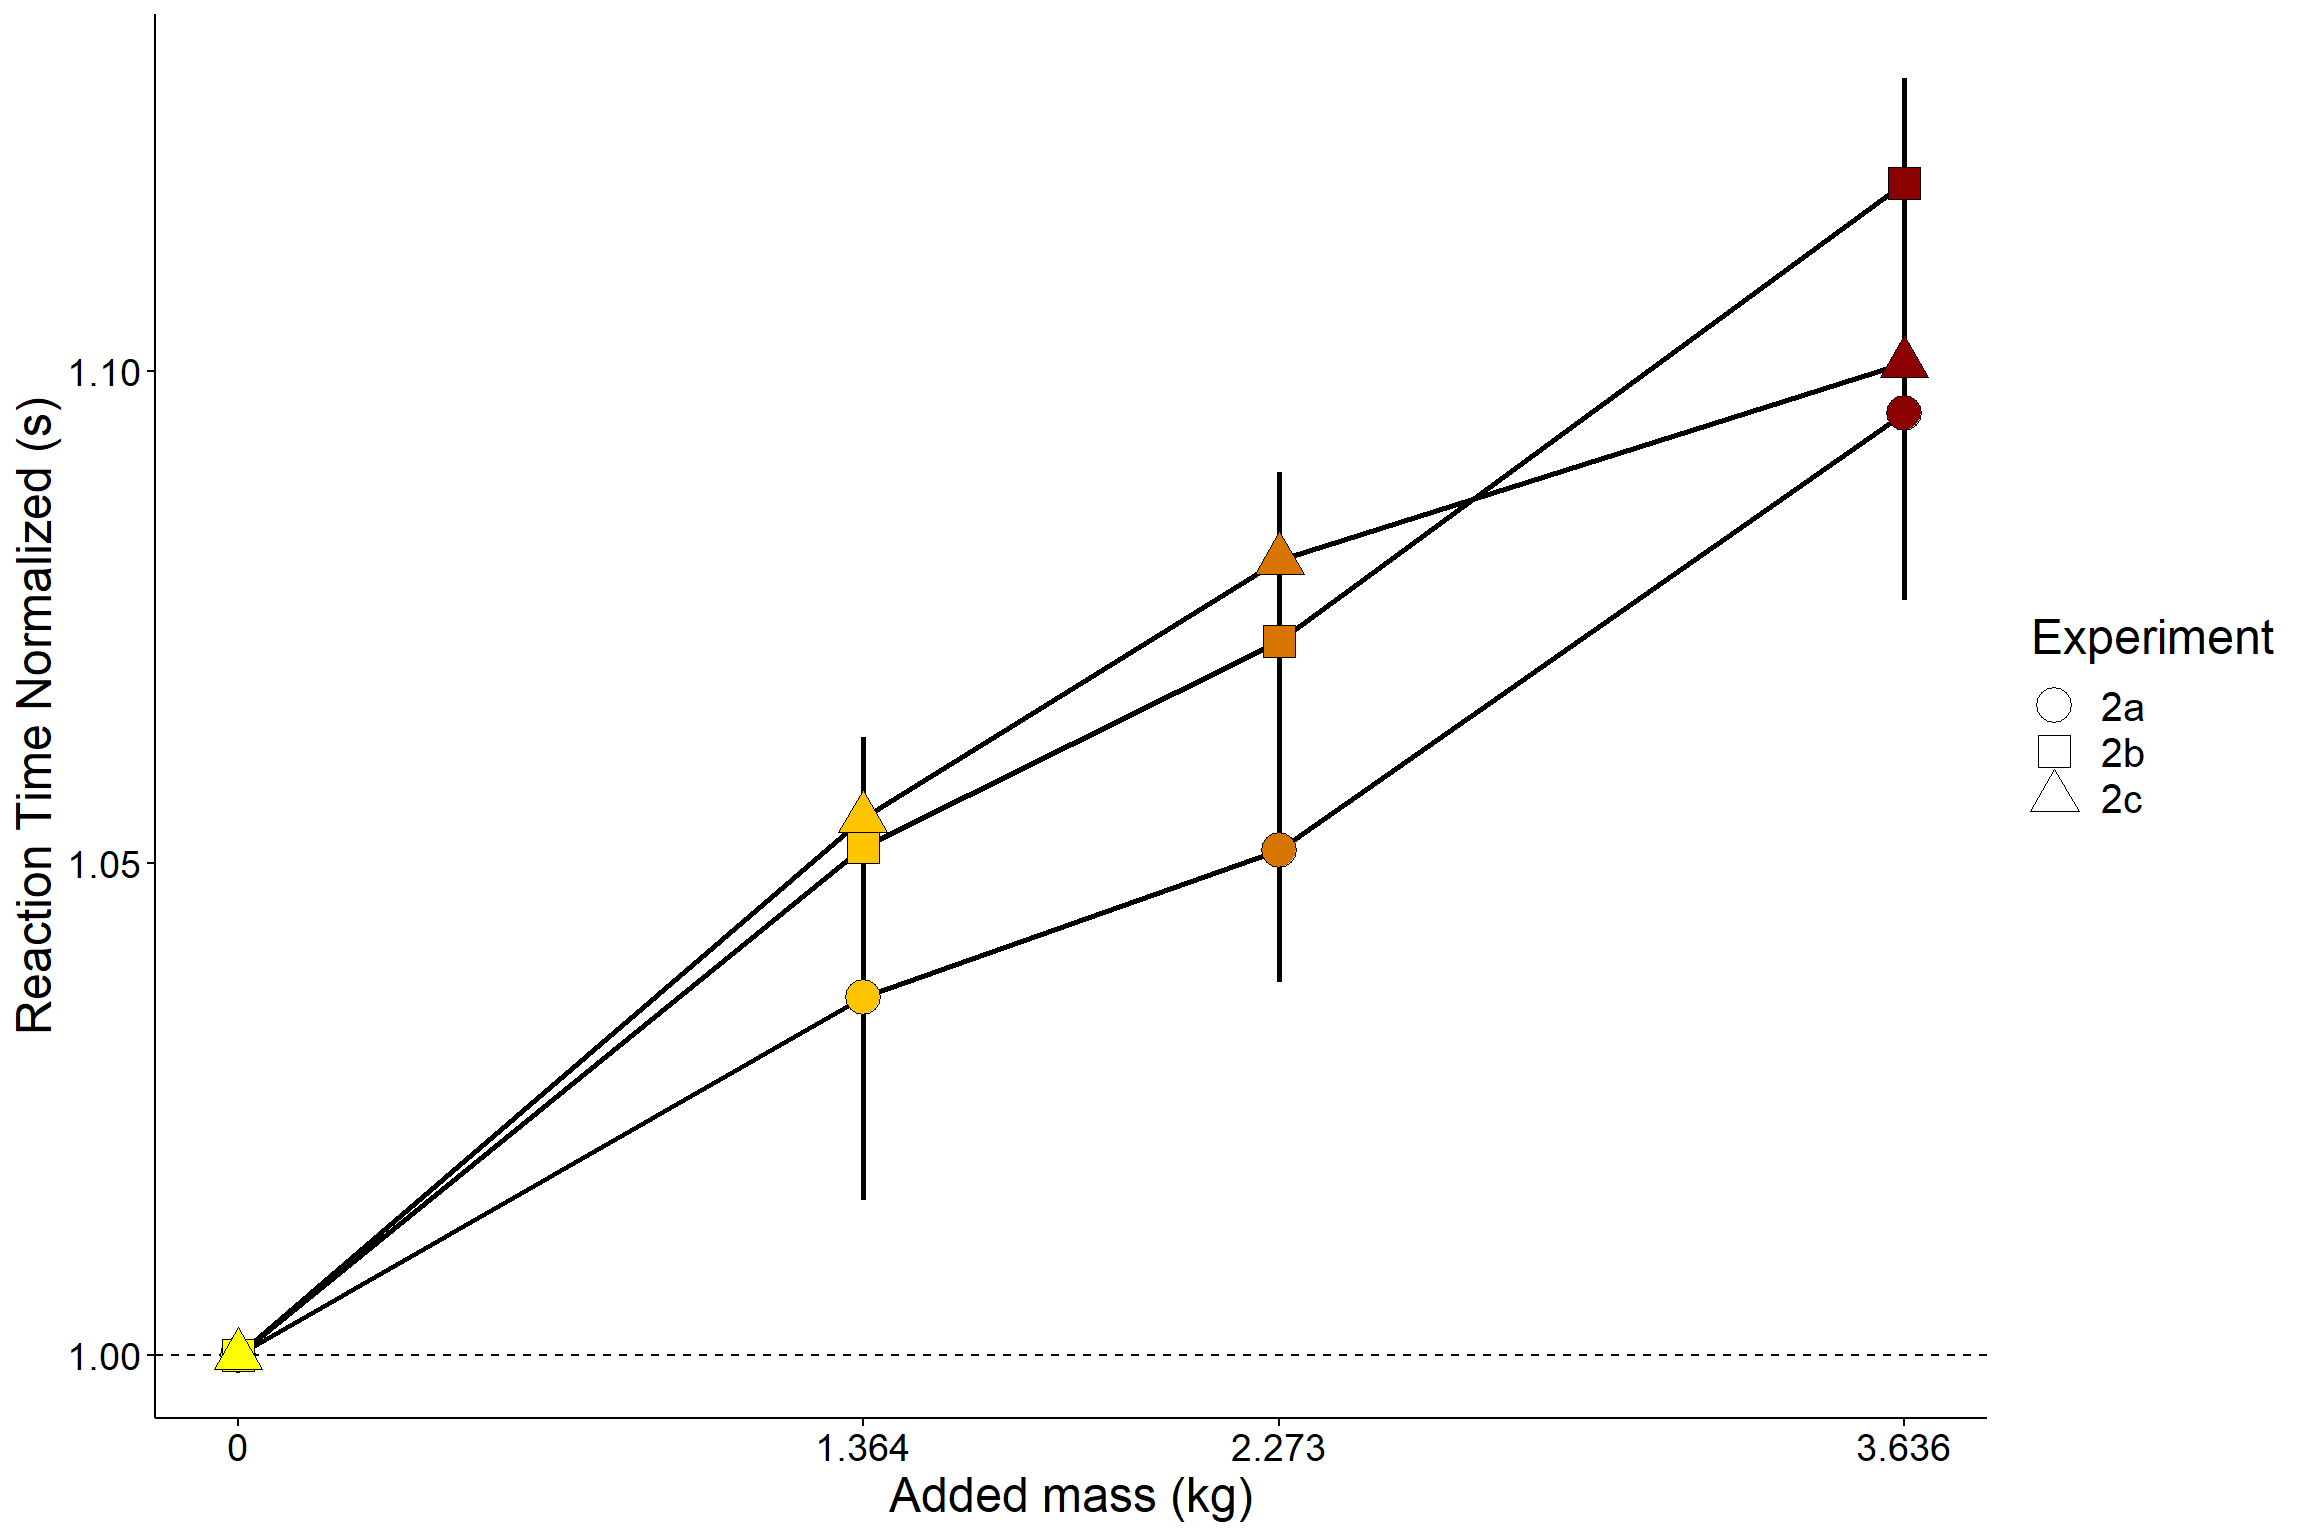 Reaction Time Normalized (s)
1.10
1.05
1.00
0
1.364
2.273
3.636
Added mass (kg)
Experiment
2a
2b
2c